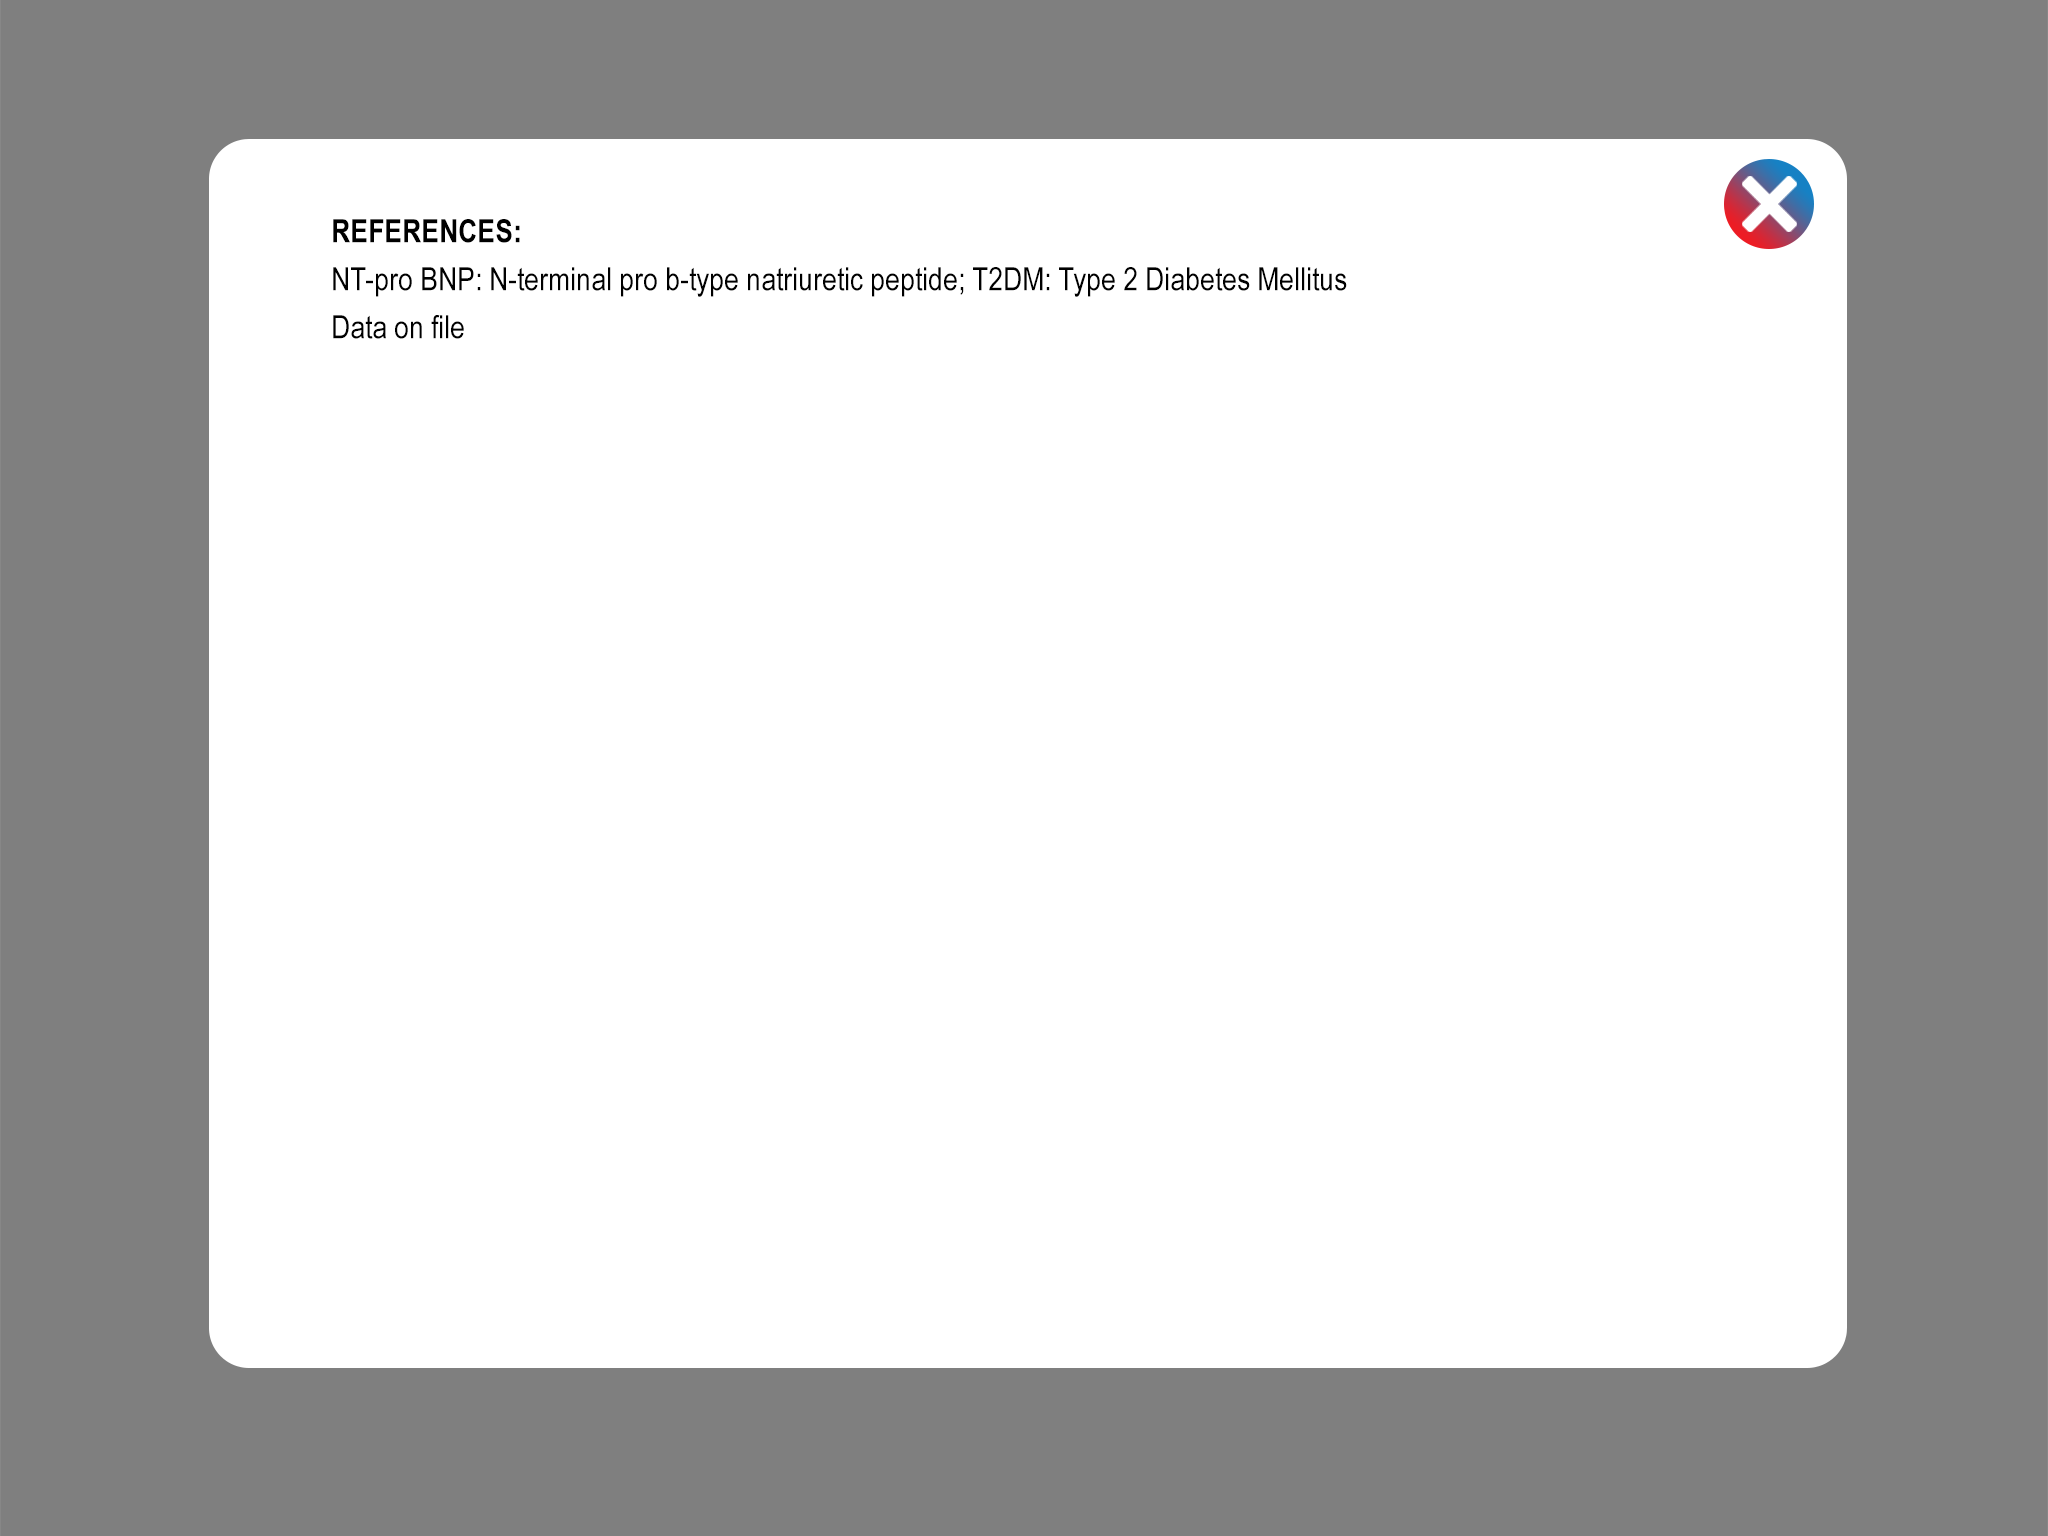 REFERENCES:
NT-pro BNP: N-terminal pro b-type natriuretic peptide; T2DM: Type 2 Diabetes Mellitus
Data on file